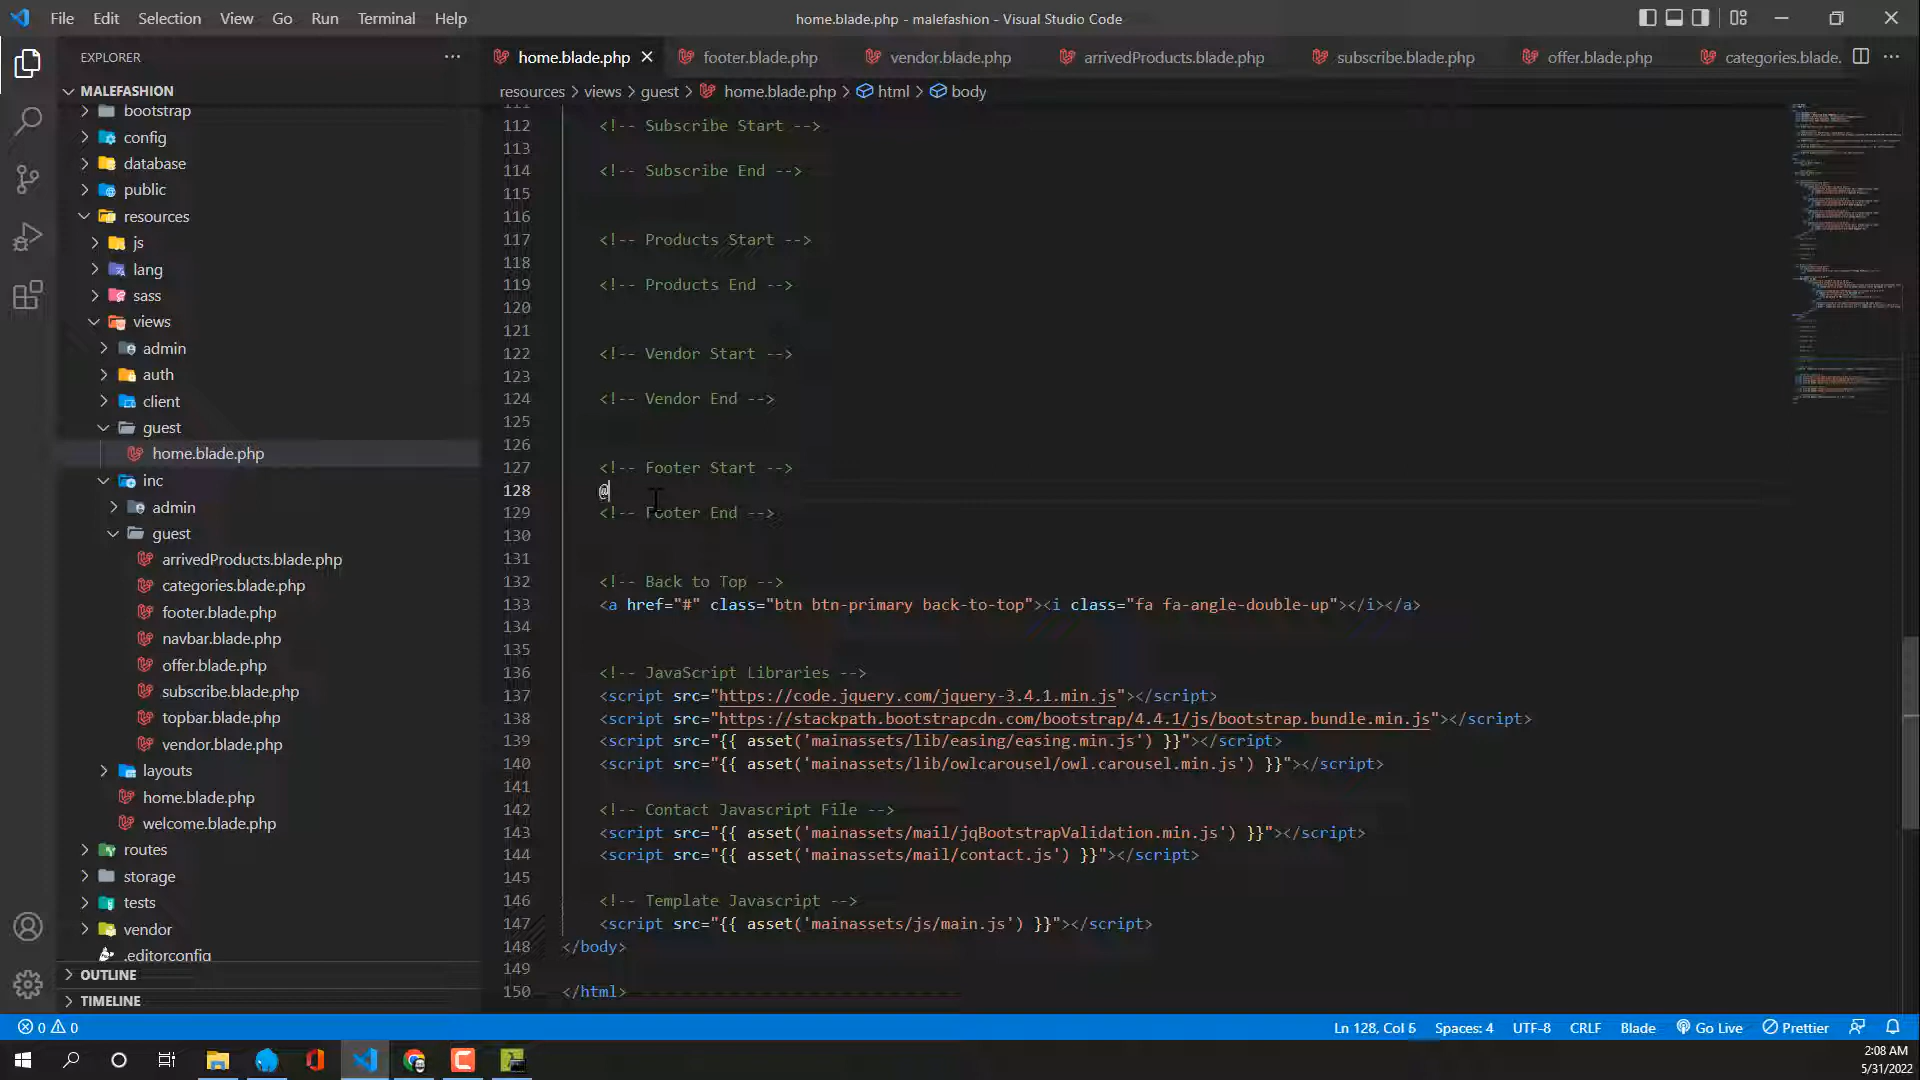 File Edit Selection View Go Run Terminal Help
home.blade.php - malefashion - Visual Studio Code
EXPLORER
home.blade.php footer.blade.php vendor.blade.php arrivedProducts.blade.php subscribe.blade.php offer.blade.php categories.blade.
resources > views > guest > home.blade.php > html > body
MALEFASHION
bootstrap
config
database
public
resources
js
lang
sass
views
admin
auth
client
guest
home.blade.php
inc
admin
guest
arrivedProducts.blade.php
categories.blade.php
footer.blade.php
navbar.blade.php
offer.blade.php
subscribe.blade.php
topbar.blade.php
vendor.blade.php
layouts
home.blade.php
welcome.blade.php
routes
storage
tests
vendor
.editorconfig
OUTLINE
TIMELINE
111
112 <!-- Subscribe Start -->
113
114 <!-- Subscribe End -->
115
116
117 <!-- Products Start -->
118
119 <!-- Products End -->
120
121
122 <!-- Vendor Start -->
123
124 <!-- Vendor End -->
125
126
127 <!-- Footer Start -->
128 @
129 <!-- Footer End -->
130
131
132 <!-- Back to Top -->
133 <a href="#" class="btn btn-primary back-to-top"><i class="fa fa-angle-double-up"></i></a>
134
135
136 <!-- JavaScript Libraries -->
137 <script src="https://code.jquery.com/jquery-3.4.1.min.js"></script>
138 <script src="https://stackpath.bootstrapcdn.com/bootstrap/4.4.1/js/bootstrap.bundle.min.js"></script>
139 <script src="{{ asset('mainassets/lib/easing/easing.min.js') }}"></script>
140 <script src="{{ asset('mainassets/lib/owlcarousel/owl.carousel.min.js') }}"></script>
141
142 <!-- Contact Javascript File -->
143 <script src="{{ asset('mainassets/mail/jqBootstrapValidation.min.js') }}"></script>
144 <script src="{{ asset('mainassets/mail/contact.js') }}"></script>
145
146 <!-- Template Javascript -->
147 <script src="{{ asset('mainassets/js/main.js') }}"></script>
148 </body>
149
150 </html>
0 0
Ln 128, Col 6 Spaces: 4 UTF-8 CRLF Blade Go Live Prettier
2:08 AM
5/31/2022